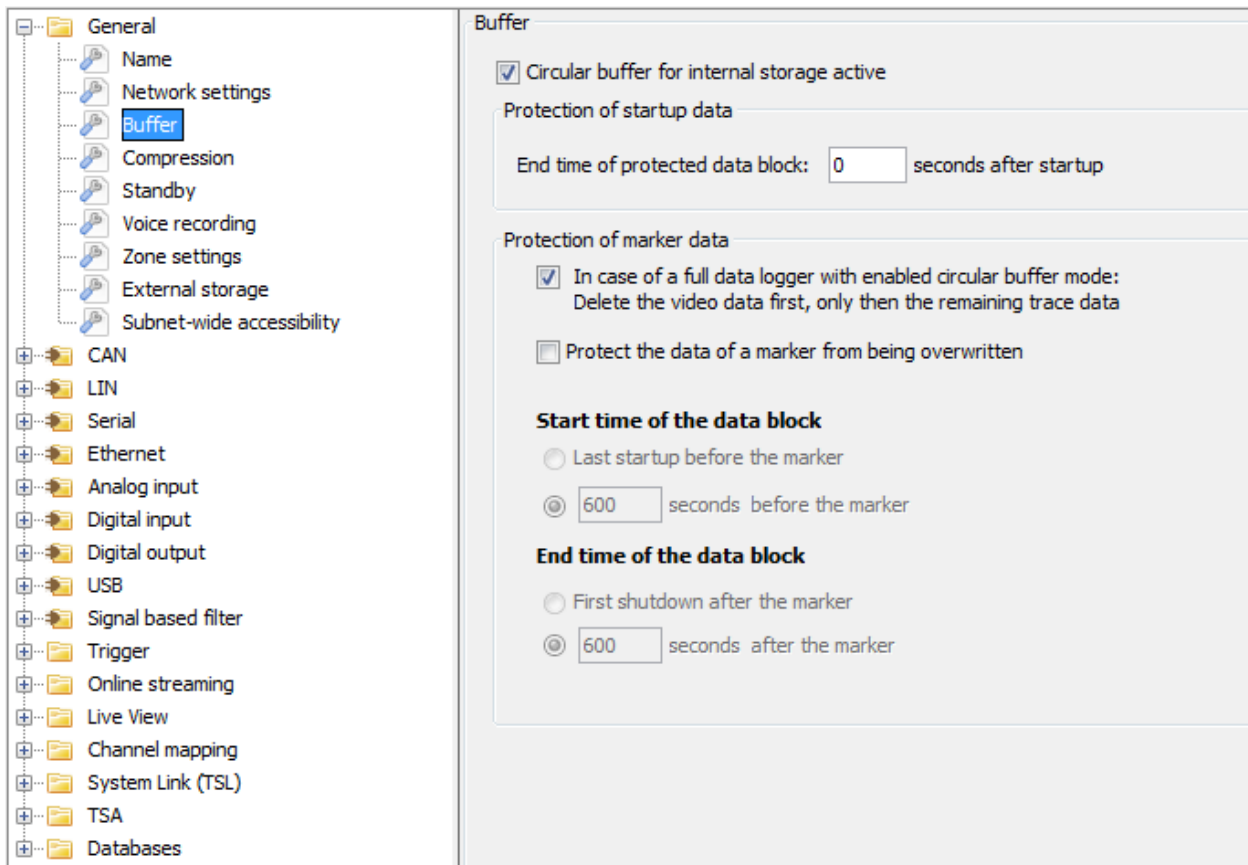 General
Name
Network settings
Buffer
Compression
Standby
Voice recording
Zone settings
External storage
Subnet-wide accessibility
CAN
LIN
Serial
Ethernet
Analog input
Digital input
Digital output
USB
Signal based filter
Trigger
Online streaming
Live View
Channel mapping
System Link (TSL)
TSA
Databases
Buffer
Circular buffer for internal storage active
Protection of startup data
End time of protected data block: 0 seconds after startup
Protection of marker data
In case of a full data logger with enabled circular buffer mode:
Delete the video data first, only then the remaining trace data
Protect the data of a marker from being overwritten
Start time of the data block
Last startup before the marker
600 seconds before the marker
End time of the data block
First shutdown after the marker
600 seconds after the marker